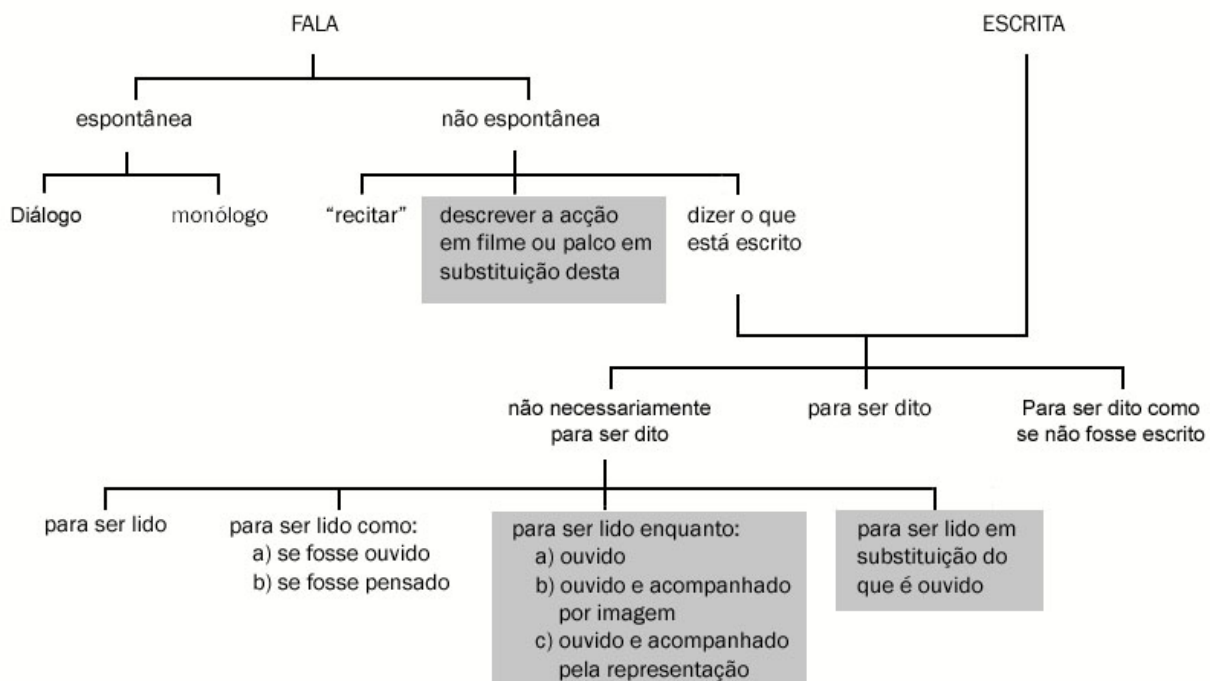 FALA
ESCRITA
espontânea
não espontânea
Diálogo
monólogo
“recitar”
descrever a acção
em filme ou palco em
substituição desta
dizer o que
está escrito
não necessariamente
para ser dito
para ser dito
Para ser dito como
se não fosse escrito
para ser lido
para ser lido como:
a) se fosse ouvido
b) se fosse pensado
para ser lido enquanto:
a) ouvido
b) ouvido e acompanhado
por imagem
c) ouvido e acompanhado
pela representação
para ser lido em
substituição do
que é ouvido